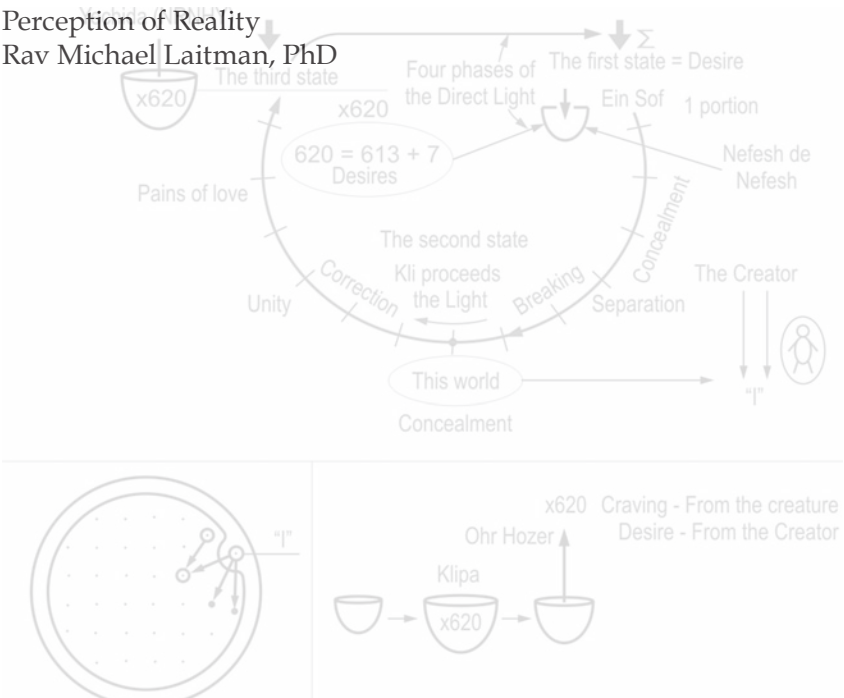 Perception of Reality
Rav Michael Laitman, PhD
Yechida (NRNHY)
The third state
x620
x620
620 = 613 + 7
Desires
Four phases of
the Direct Light
Σ
The first state = Desire
Ein Sof
1 portion
Nefesh de
Nefesh
Pains of love
Concealment
The second state
Kli proceeds
the Light
Correction
Breaking
Unity
Separation
The Creator
"I"
This world
Concealment
"I"
x620 Craving - From the creature
Desire - From the Creator
Ohr Hozer
Klipa
x620